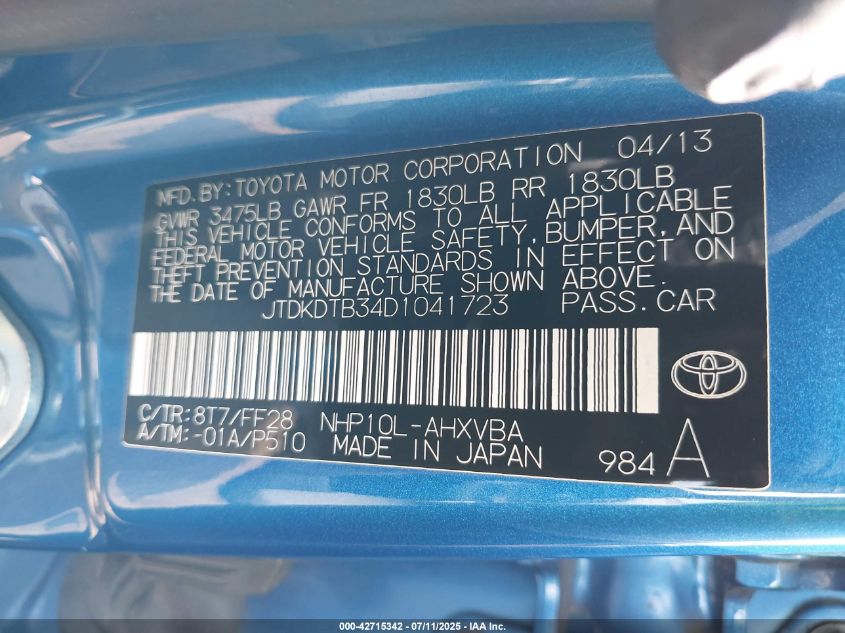 MFD. BY: TOYOTA MOTOR CORPORATION 04/13
GVWR 3475LB GAWR FR 1830LB RR 1830LB
THIS VEHICLE CONFORMS TO ALL APPLICABLE
FEDERAL MOTOR VEHICLE SAFETY, BUMPER, AND
THEFT PREVENTION STANDARDS IN EFFECT ON
THE DATE OF MANUFACTURE SHOWN ABOVE.
JTDKDTB34D1041723 PASS. CAR
C/TR: 8T7/FF28 NHP10L-AHXVBA
A/TM: -01A/P510 MADE IN JAPAN 984 A
000-42715342 / 07/11/2025 - IAA, Inc.